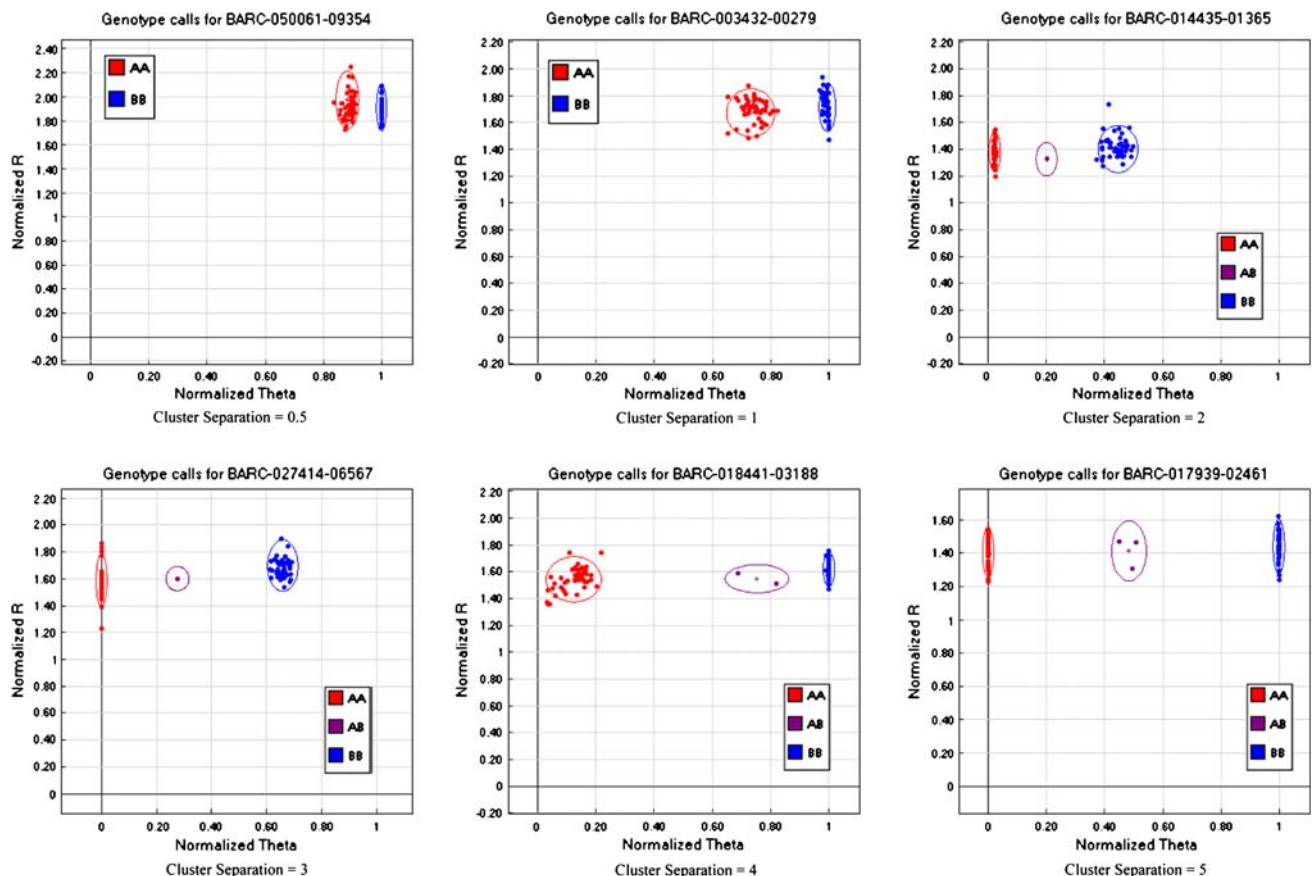 Genotype calls for BARC-050061-09354
2.40
2.20
2.00
1.80
1.60
1.40
1.20
1
0.80
0.60
0.40
0.20
0
-0.20
Normalized R
AA
BB
0 0.20 0.40 0.60 0.80 1
Normalized Theta
Cluster Separation = 0.5
Genotype calls for BARC-003432-00279
2.20
2.00
1.80
1.60
1.40
1.20
1
0.80
0.60
0.40
0.20
0
-0.20
Normalized R
AA
BB
0 0.20 0.40 0.60 0.80 1
Normalized Theta
Cluster Separation = 1
Genotype calls for BARC-014435-01365
2.20
2.00
1.80
1.60
1.40
1.20
1
0.80
0.60
0.40
0.20
0
-0.20
Normalized R
AA
AB
BB
0 0.20 0.40 0.60 0.80 1
Normalized Theta
Cluster Separation = 2
Genotype calls for BARC-027414-06567
2.20
2.00
1.80
1.60
1.40
1.20
1
0.80
0.60
0.40
0.20
0
Normalized R
AA
AB
BB
0 0.20 0.40 0.60 0.80 1
Normalized Theta
Cluster Separation = 3
Genotype calls for BARC-018441-03188
2.20
2.00
1.80
1.60
1.40
1.20
1
0.80
0.60
0.40
0.20
0
-0.20
Normalized R
AA
AB
BB
0 0.20 0.40 0.60 0.80 1
Normalized Theta
Cluster Separation = 4
Genotype calls for BARC-017939-02461
1.60
1.40
1.20
1
0.80
0.60
0.40
0.20
0
Normalized R
AA
AB
BB
0 0.20 0.40 0.60 0.80 1
Normalized Theta
Cluster Separation = 5